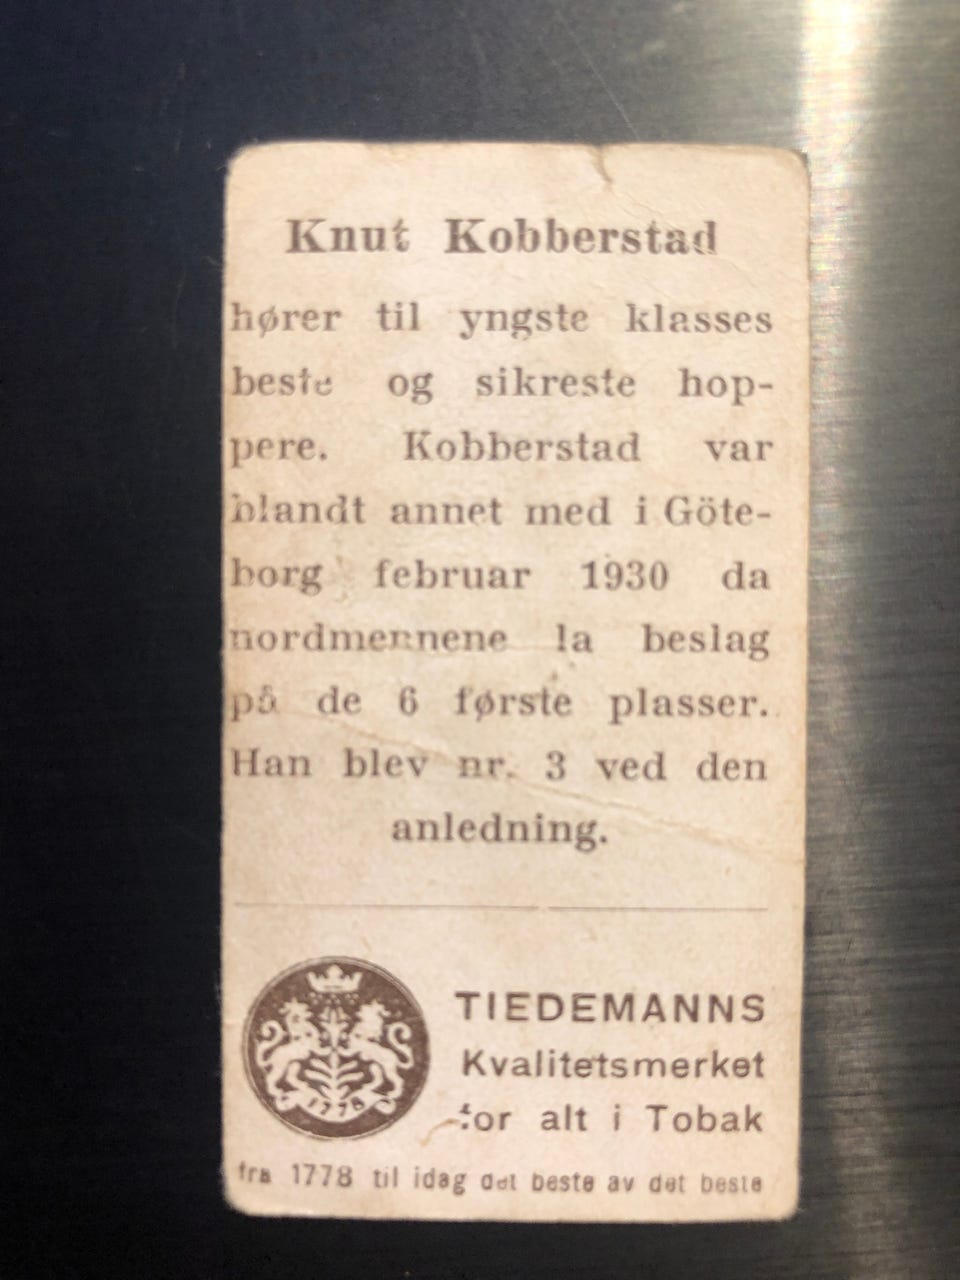 Knut Kobberstad
hører til yngste klasses
beste og sikreste hop-
pere. Kobberstad var
blandt annet med i Göte-
borg februar 1930 da
nordmennene la beslag
på de 6 første plasser.
Han blev nr. 3 ved den
anledning.
1778
TIEDEMANNS
Kvalitetsmerket
for alt i Tobak
fra 1778 til idag det beste av det beste